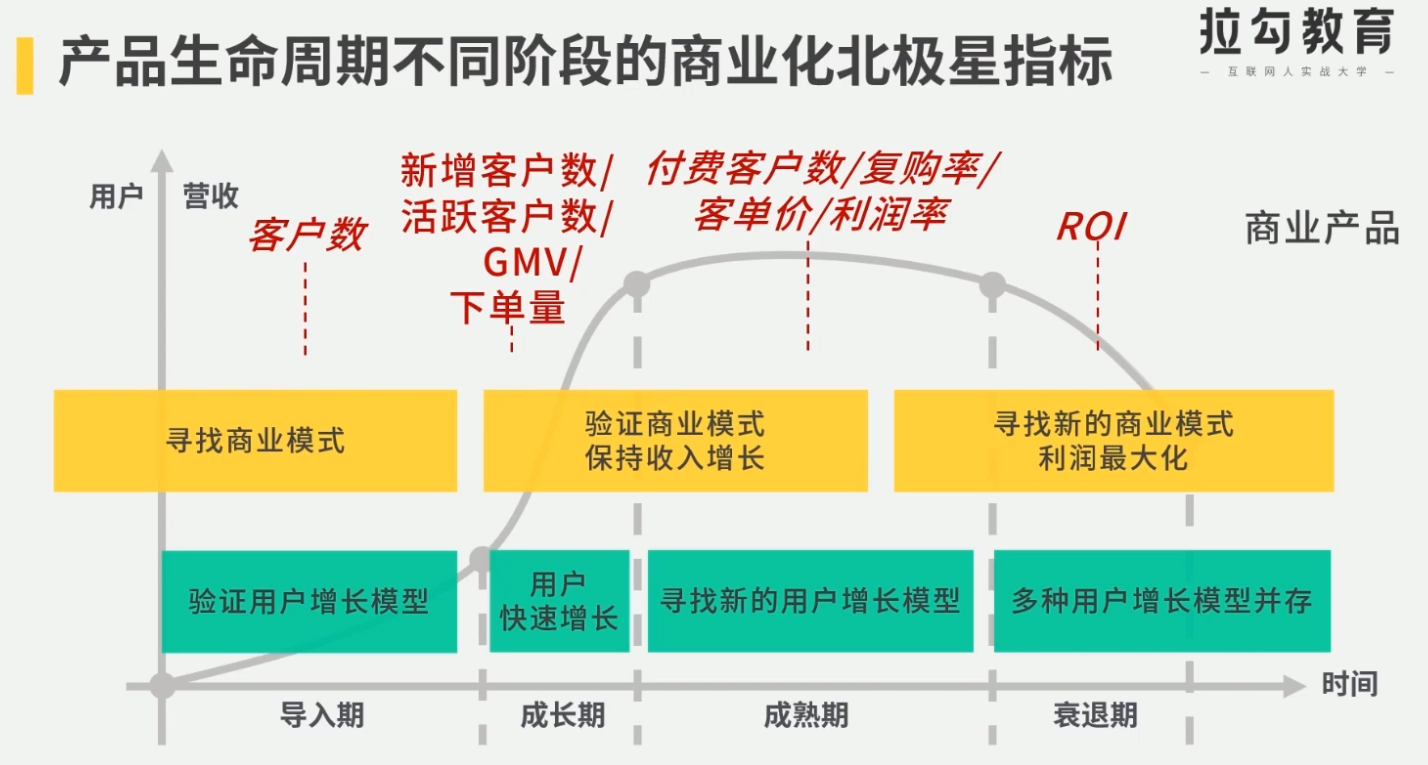 产品生命周期不同阶段的商业化北极星指标
拉勾教育
— 互联网人实战大学 —
用户
营收
客户数
新增客户数/
活跃客户数/
GMV/
下单量
付费客户数/复购率/
客单价/利润率
ROI
商业产品
寻找商业模式
验证商业模式
保持收入增长
寻找新的商业模式
利润最大化
验证用户增长模型
用户
快速增长
寻找新的用户增长模型
多种用户增长模型并存
时间
导入期
成长期
成熟期
衰退期